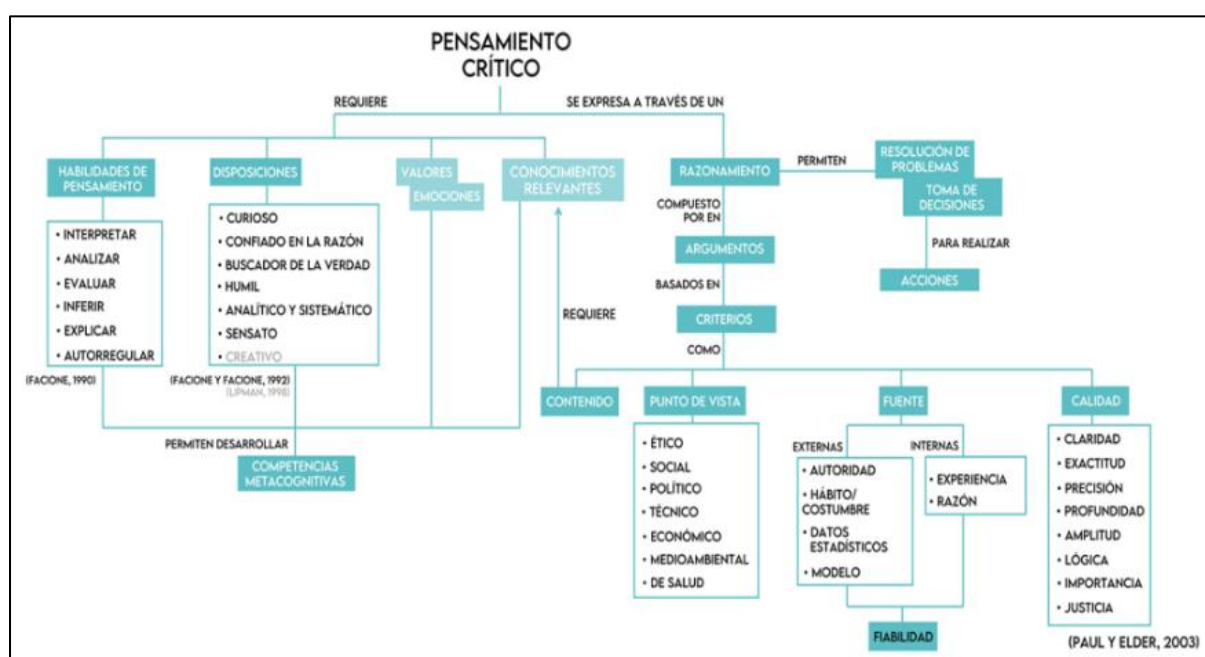 PENSAMIENTO
CRÍTICO
REQUIERE
SE EXPRESA A TRAVÉS DE UN
HABILIDADES DE
PENSAMIENTO
• INTERPRETAR
• ANALIZAR
• EVALUAR
• INFERIR
• EXPLICAR
• AUTORREGULAR
(FACIONE, 1990)
DISPOSICIONES
• CURIOSO
• CONFIADO EN LA RAZÓN
• BUSCADOR DE LA VERDAD
• HUMIL
• ANALÍTICO Y SISTEMÁTICO
• SENSATO
• CREATIVO
(FACIONE Y FACIONE, 1992)
(LIPMAN, 1998)
VALORES
EMOCIONES
CONOCIMIENTOS
RELEVANTES
PERMITEN DESARROLLAR
COMPETENCIAS
METACOGNITIVAS
RAZONAMIENTO
PERMITEN
RESOLUCIÓN DE
PROBLEMAS
TOMA DE
DECISIONES
PARA REALIZAR
ACCIONES
COMPUESTO
POR EN
ARGUMENTOS
BASADOS EN
CRITERIOS
COMO
REQUIERE
CONTENIDO
PUNTO DE VISTA
• ÉTICO
• SOCIAL
• POLÍTICO
• TÉCNICO
• ECONÓMICO
• MEDIOAMBIENTAL
• DE SALUD
FUENTE
EXTERNAS
• AUTORIDAD
• HÁBITO/
COSTUMBRE
• DATOS
ESTADÍSTICOS
• MODELO
INTERNAS
• EXPERIENCIA
• RAZÓN
FIABILIDAD
CALIDAD
• CLARIDAD
• EXACTITUD
• PRECISIÓN
• PROFUNDIDAD
• AMPLITUD
• LÓGICA
• IMPORTANCIA
• JUSTICIA
(PAUL Y ELDER, 2003)